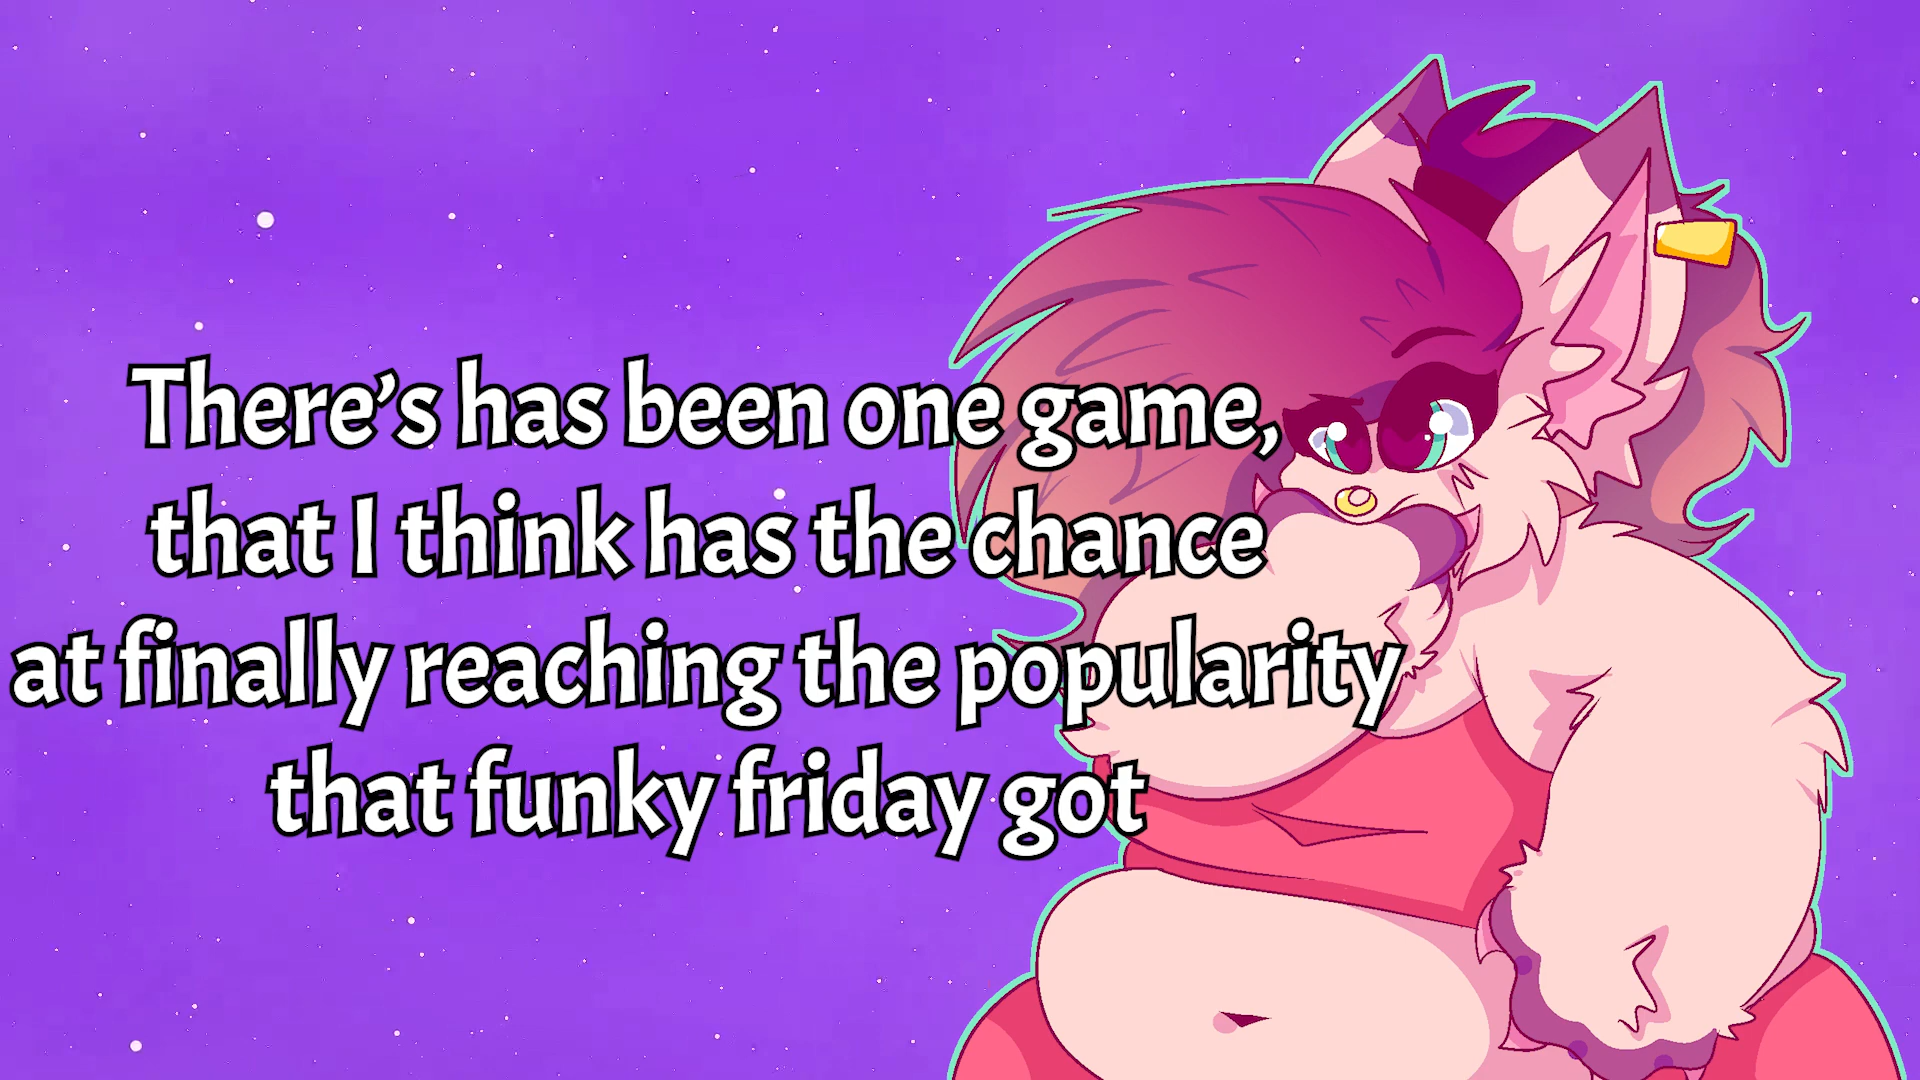 There’s has been one game,
that I think has the chance
at finally reaching the popularity
that funky friday got